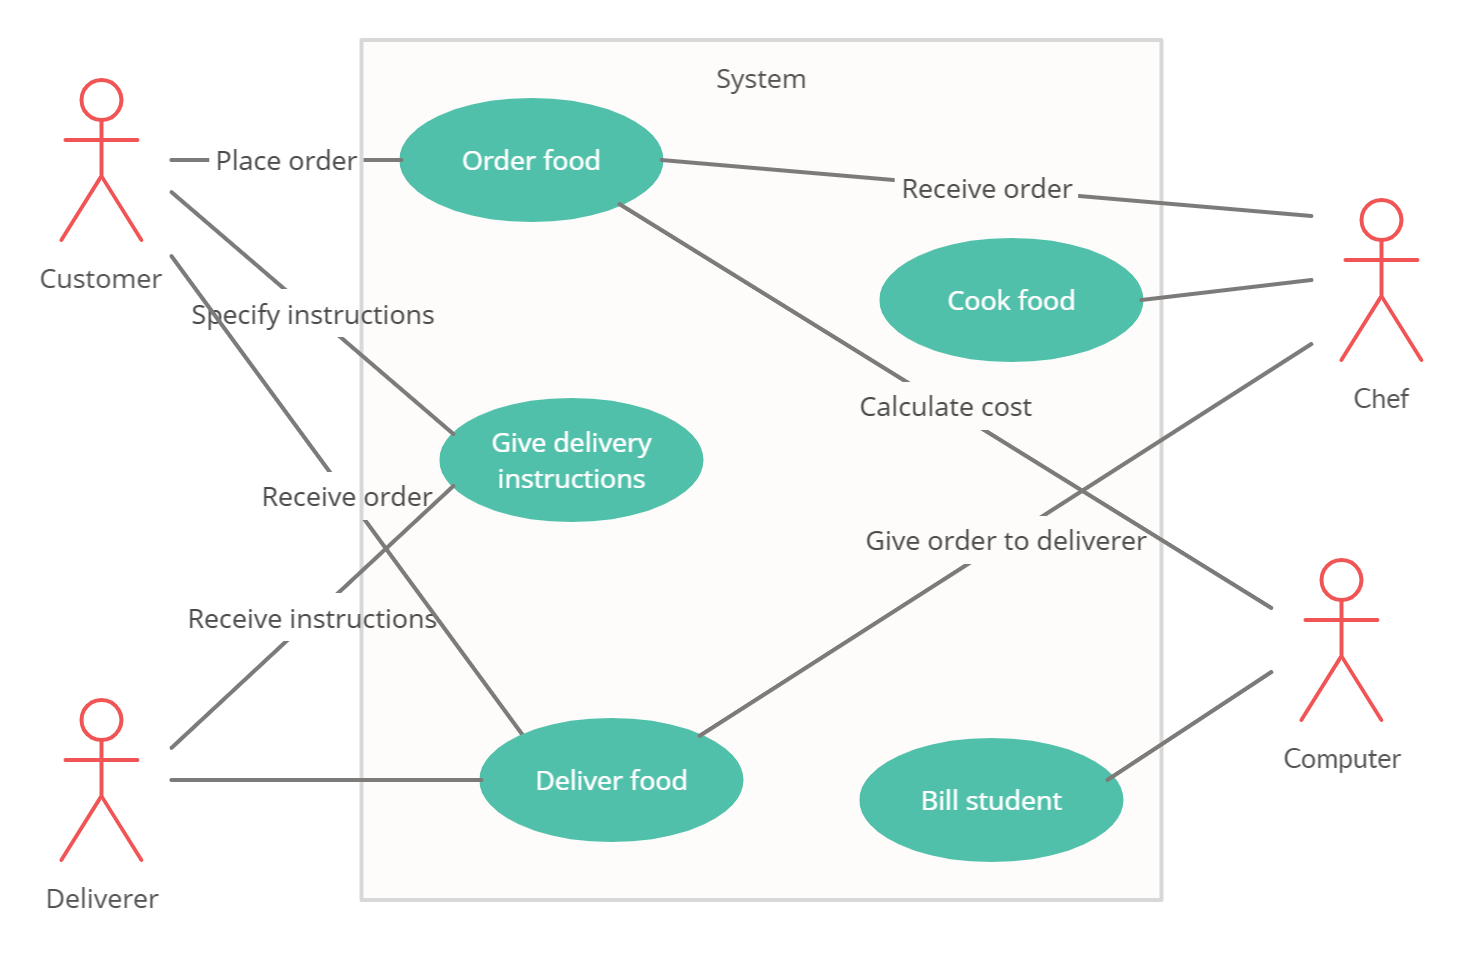 System
Place order
Order food
Receive order
Customer
Specify instructions
Cook food
Chef
Calculate cost
Give delivery
instructions
Receive order
Give order to deliverer
Receive instructions
Computer
Deliver food
Bill student
Deliverer